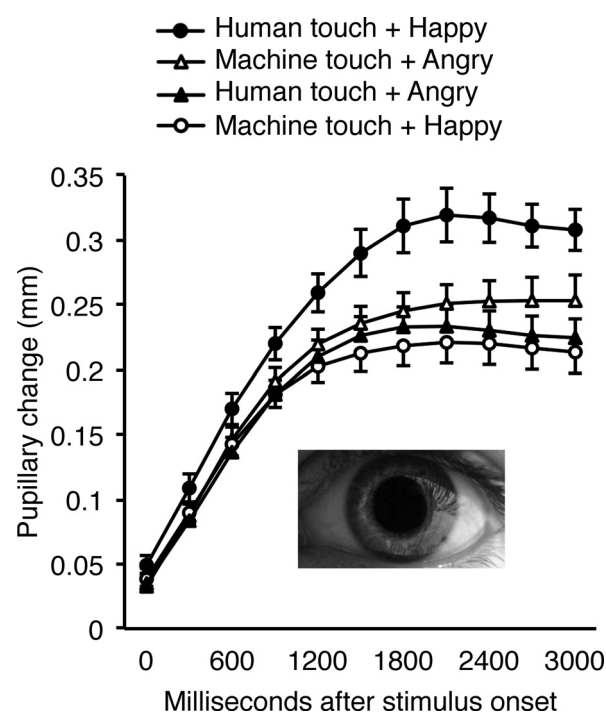 Human touch + Happy
Machine touch + Angry
Human touch + Angry
Machine touch + Happy
0.35
0.3
0.25
0.2
0.15
0.1
0.05
0
Pupillary change (mm)
0 600 1200 1800 2400 3000
Milliseconds after stimulus onset